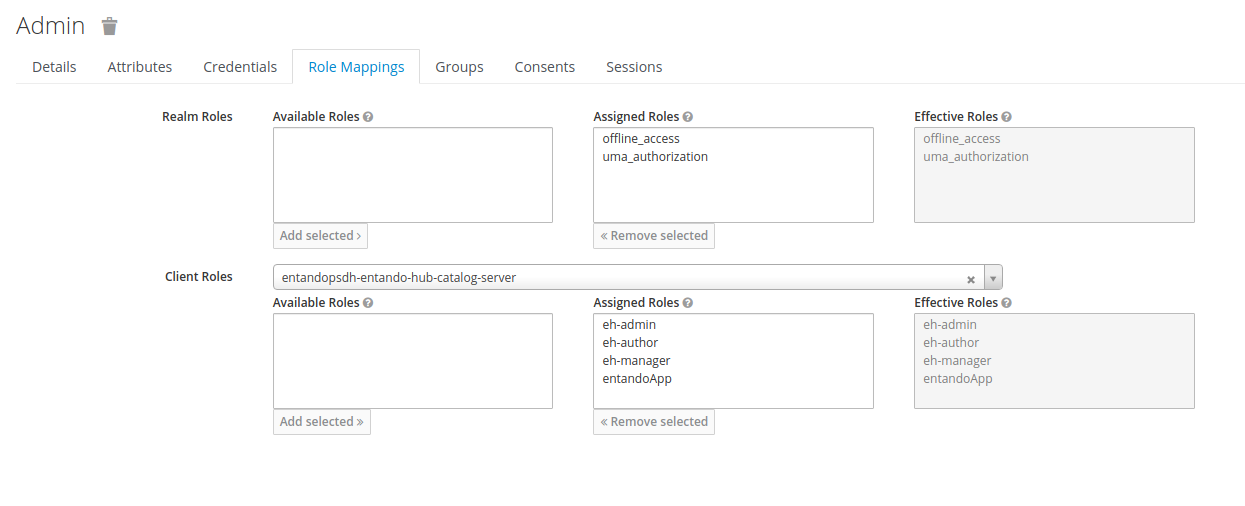 Admin
Details Attributes Credentials Role Mappings Groups Consents Sessions
Realm Roles Available Roles Assigned Roles Effective Roles
offline_access offline_access
uma_authorization uma_authorization
Add selected › « Remove selected
Client Roles entandopsdh-entando-hub-catalog-server
Available Roles Assigned Roles Effective Roles
eh-admin eh-admin
eh-author eh-author
eh-manager eh-manager
entandoApp entandoApp
Add selected » « Remove selected